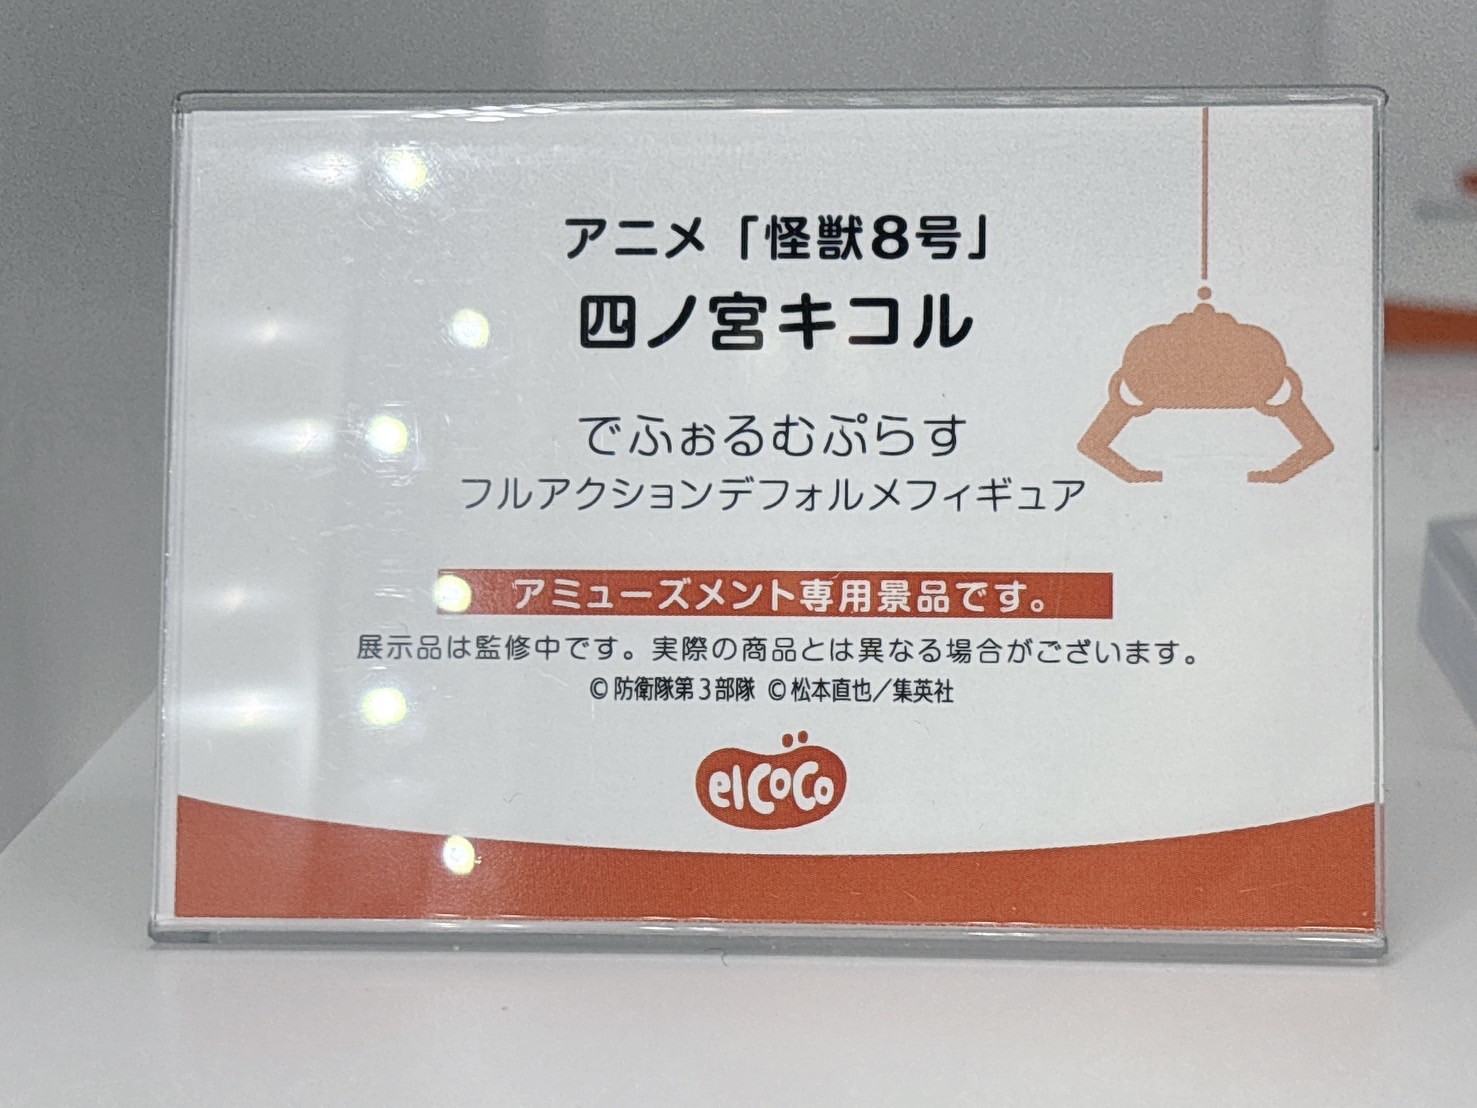 アニメ「怪獣8号」
四ノ宮キコル
でふぉるむぷらす
フルアクションデフォルメフィギュア
アミューズメント専用景品です。
展示品は監修中です。実際の商品とは異なる場合がございます。
©防衛隊第3部隊 ©松本直也／集英社
elcoco